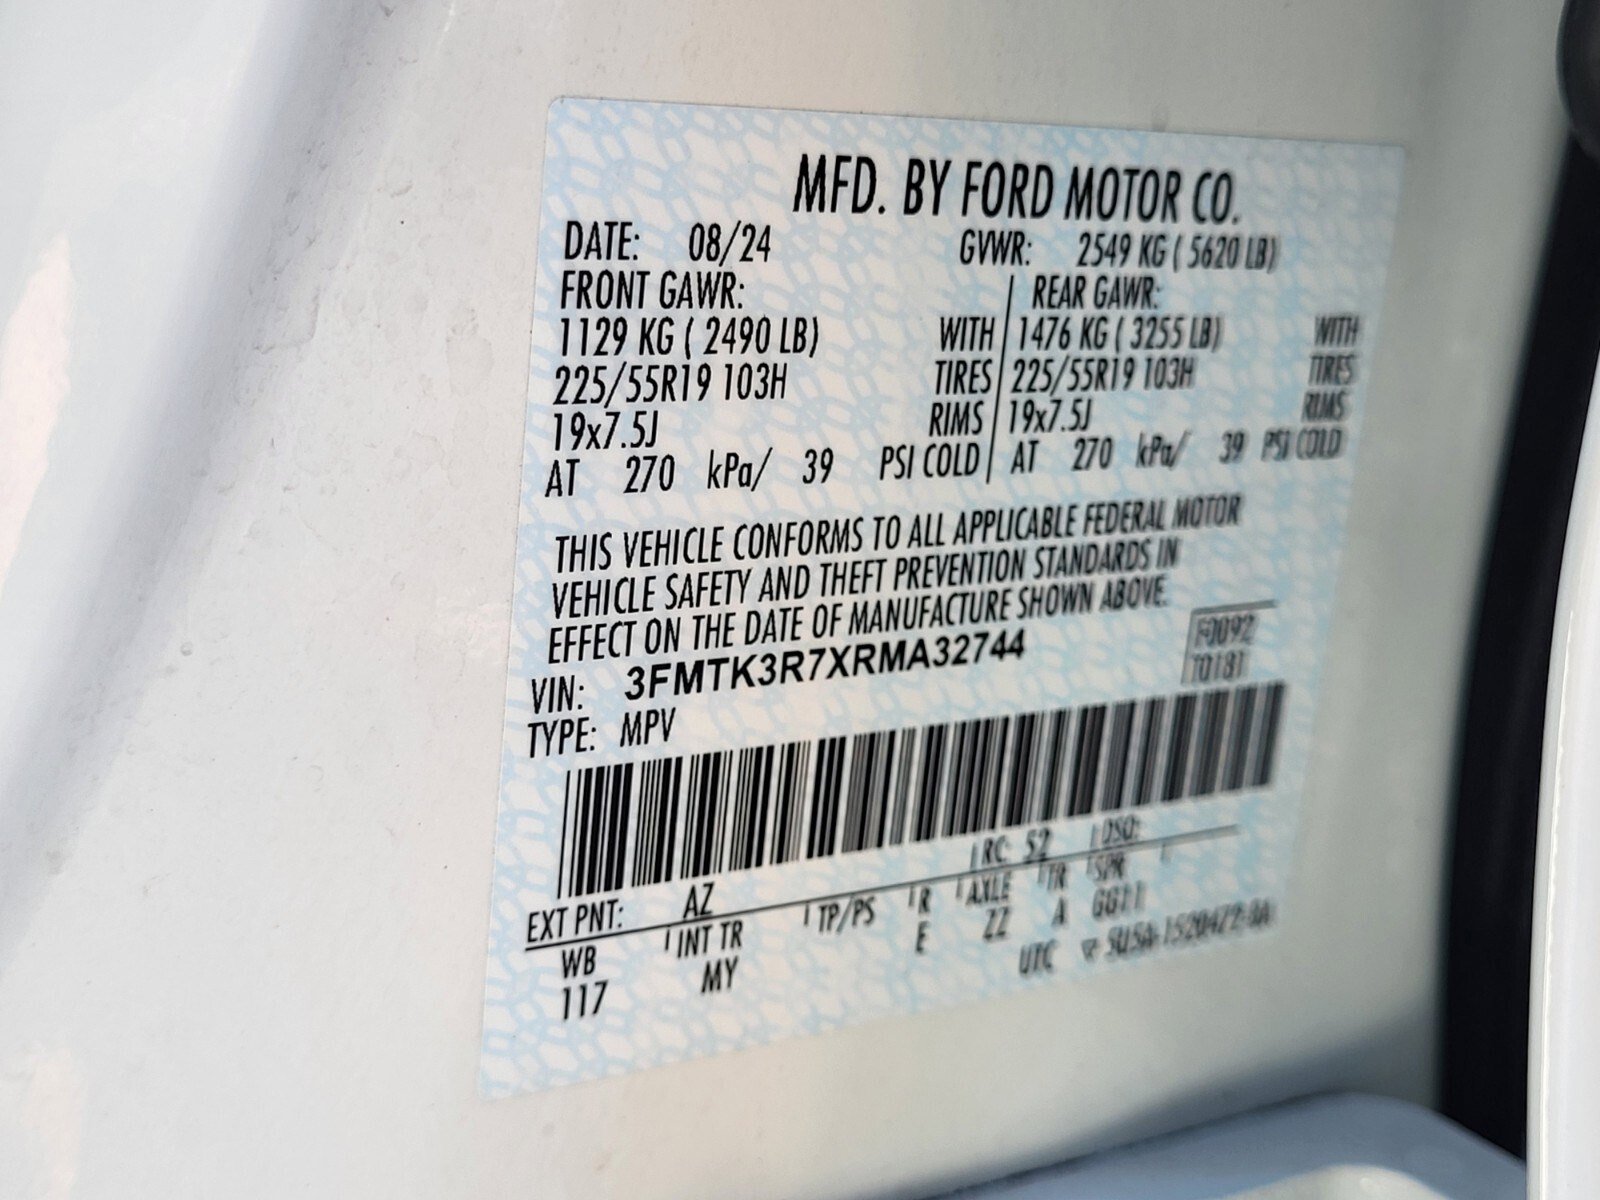 MFD. BY FORD MOTOR CO.
DATE: 08/24 GVWR: 2549 KG ( 5620 LB)
FRONT GAWR: REAR GAWR:
1129 KG ( 2490 LB) WITH 1476 KG ( 3255 LB) WITH
225/55R19 103H TIRES 225/55R19 103H TIRES
19x7.5J RIMS 19x7.5J RIMS
AT 270 kPa/ 39 PSI COLD AT 270 kPa/ 39 PSI COLD
THIS VEHICLE CONFORMS TO ALL APPLICABLE FEDERAL MOTOR
VEHICLE SAFETY AND THEFT PREVENTION STANDARDS IN
EFFECT ON THE DATE OF MANUFACTURE SHOWN ABOVE.
VIN: 3FMTK3R7XRMA32744 F0092
TYPE: MPV T0181
EXT PNT: AZ RC: 52 DSO:
WB INT TR TP/PS R AXLE TR SPR
117 MY E ZZ A GG11
UTC